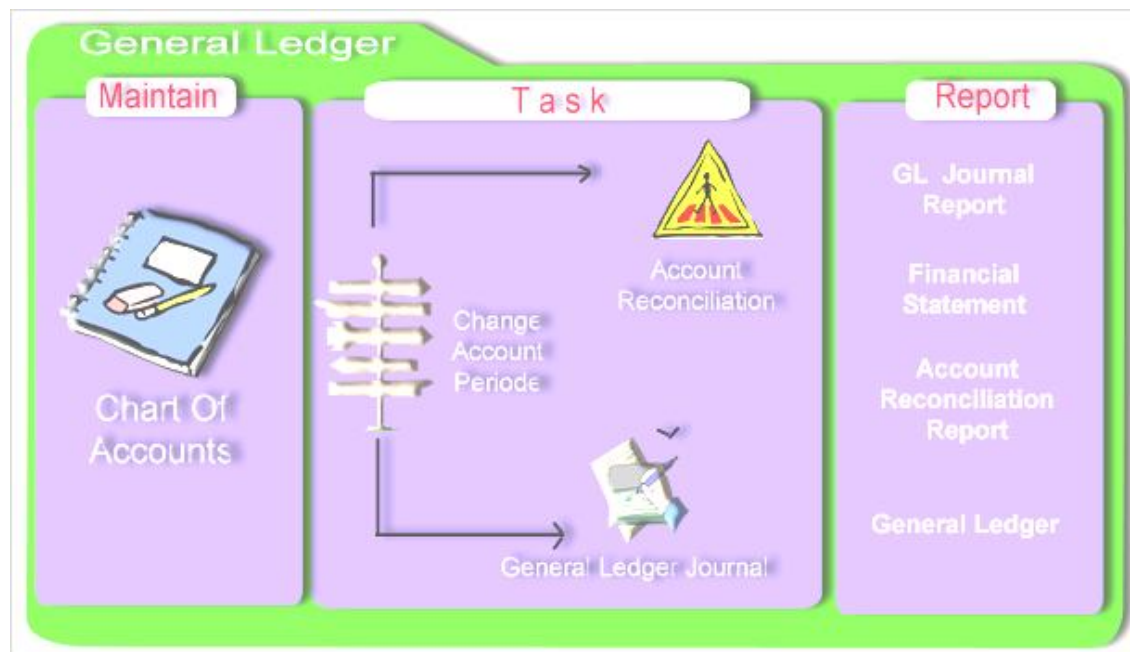 General Ledger
Maintain
Task
Report
Chart Of
Accounts
Change
Account
Periode
Account
Reconciliation
General Ledger Journal
GL Journal
Report
Financial
Statement
Account
Reconciliation
Report
General Ledger